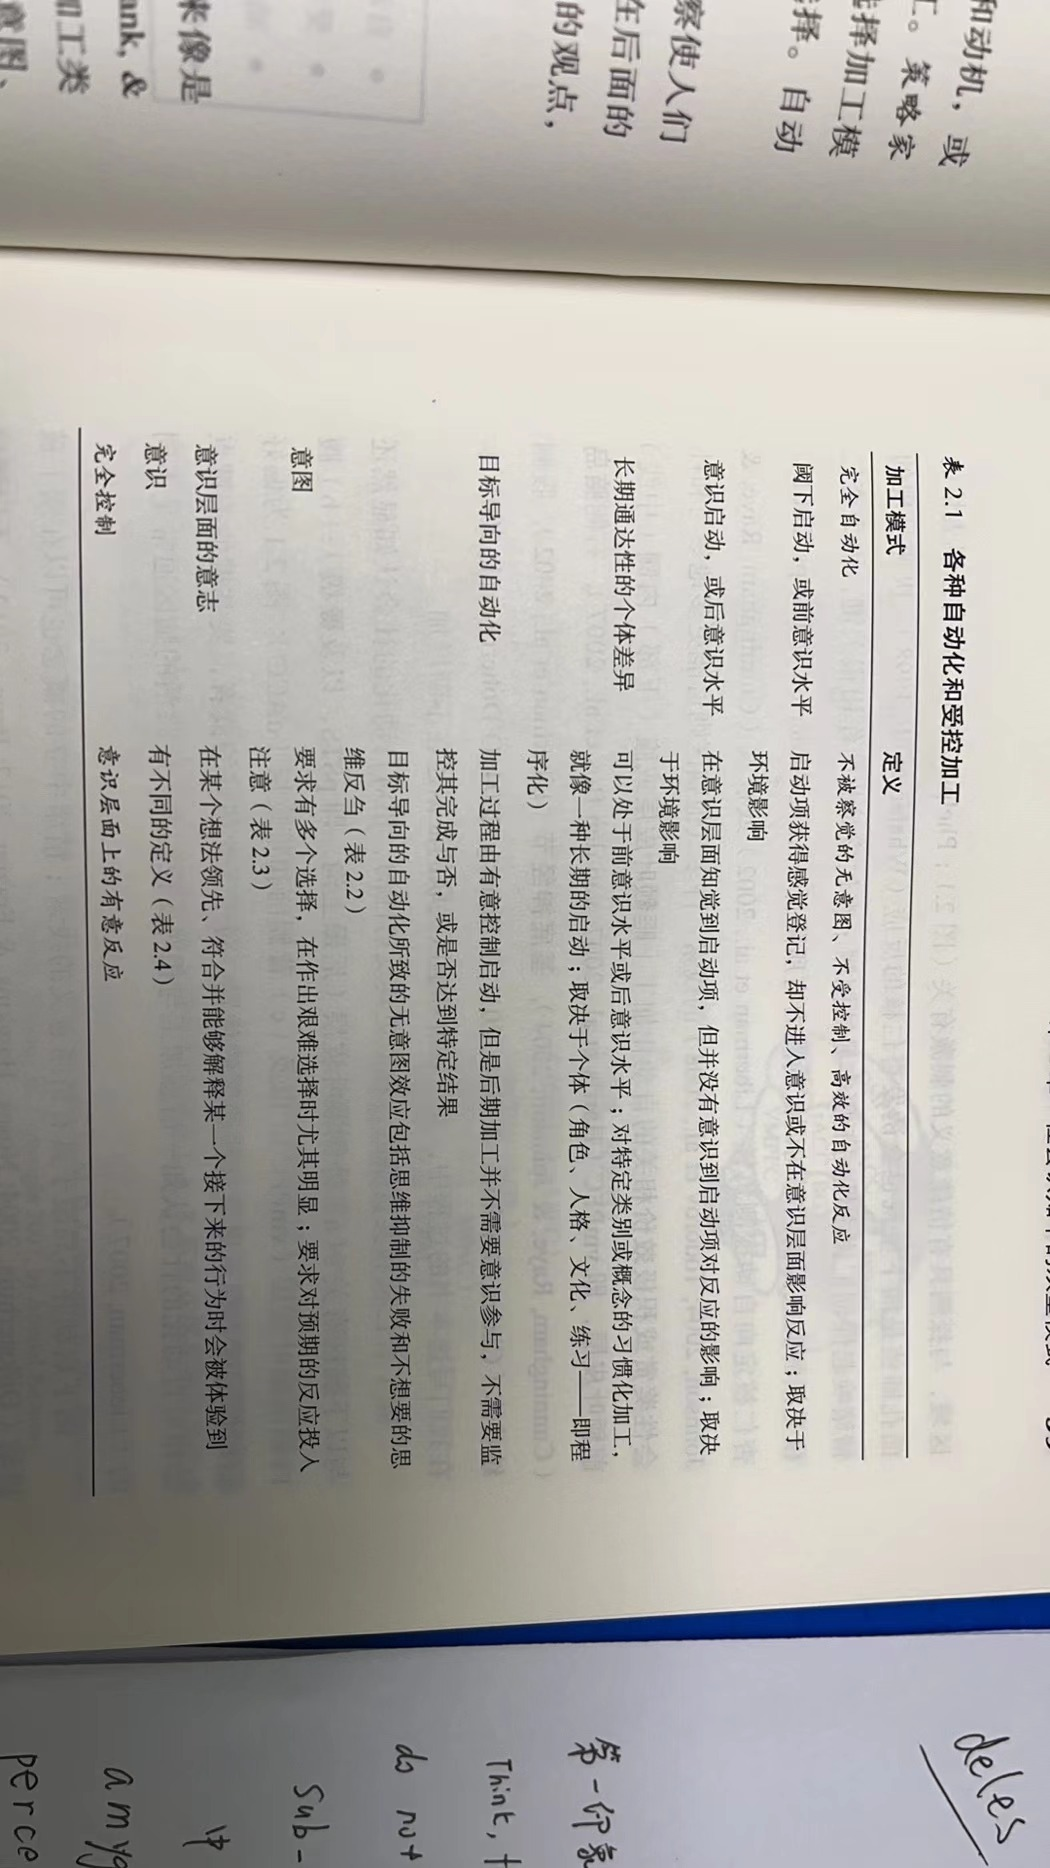 和动机，或
。策略家
选择加工模
择。自动
察使人们
在后面的
的观点，
来像是
ank, &
加工类
意图、
表 2.1 各种自动化和受控加工
加工模式 定义
完全自动化 不被察觉的无意图、不受控制、高效的自动化反应
阈下启动，或前意识水平 启动项获得感觉登记，却不进入意识或不在意识层面影响反应；取决于
环境影响
意识启动，或后意识水平 在意识层面知觉到启动项，但并没有意识到启动项对反应的影响；取决
于环境影响
长期通达性的个体差异 可以处于前意识水平或后意识水平；对特定类别或概念的习惯化加工，
就像一种长期的启动；取决于个体（角色、人格、文化、练习——即程
序化）
目标导向的自动化 加工过程由有意控制启动，但是后期加工并不需要意识参与，不需要监
控其完成与否，或是否达到特定结果
目标导向的自动化所致的无意图效应包括思维抑制的失败和不想要的思
维反刍（表 2.2）
意图 要求有多个选择，在作出艰难选择时尤其明显；要求对预期的反应投入
注意（表 2.3）
意识层面的意志 在某个想法领先、符合并能够解释某一个接下来的行为时会被体验到
意识 有不同的定义（表 2.4）
完全控制 意识层面上的有意反应
deles
第一印象
Think,
do not
Sub-
中
amyg
perce